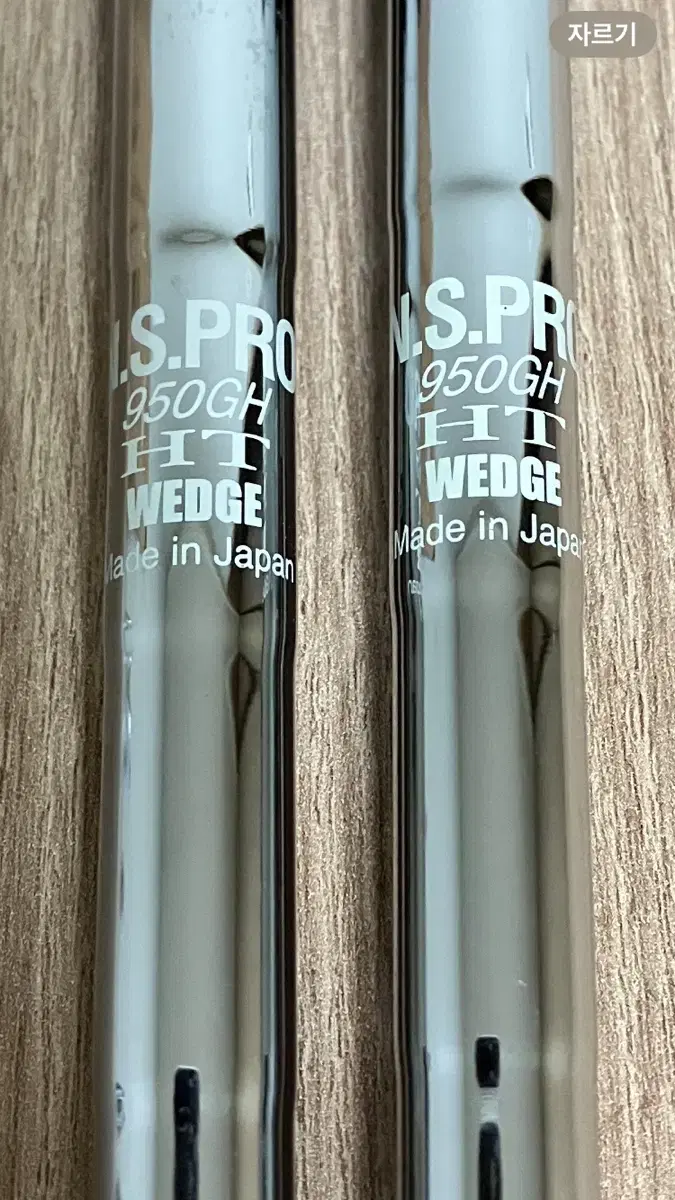 자르기
N.S.PRO
950GH
HT
WEDGE
Made in Japan
N.S.PRO
950GH
HT
WEDGE
Made in Japan